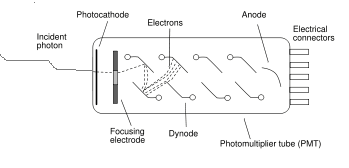 Photocathode
Electrons
Anode
Incident
photon
Electrical
connectors
Focusing
electrode
Dynode
Photomultiplier tube (PMT)